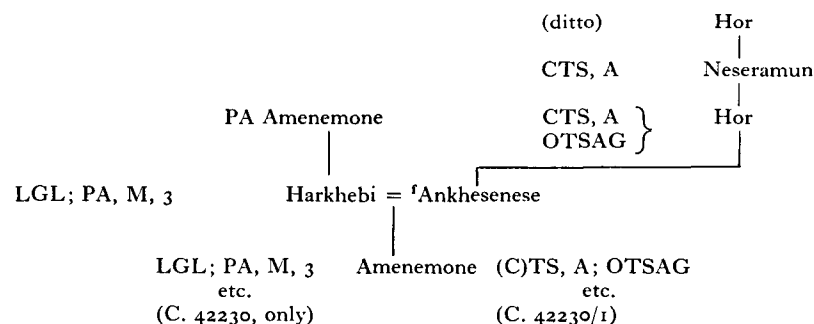 (ditto) Hor
CTS, A Neseramun
CTS, A Hor
PA Amenemone
OTSAG
LGL; PA, M, 3 Harkhebi = ᶠAnkhesenese
LGL; PA, M, 3 Amenemone (C)TS, A; OTSAG
etc. etc.
(C. 42230, only) (C. 42230/1)